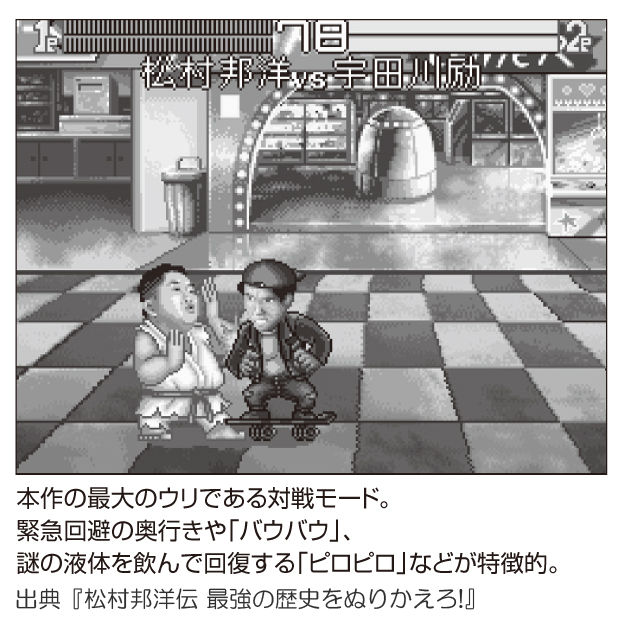 1P 78 2P
松村邦洋vs宇田川励
本作の最大のウリである対戦モード。
緊急回避の奥行きや「バウバウ」、
謎の液体を飲んで回復する「ピロピロ」などが特徴的。
出典『松村邦洋伝 最強の歴史をぬりかえろ!』